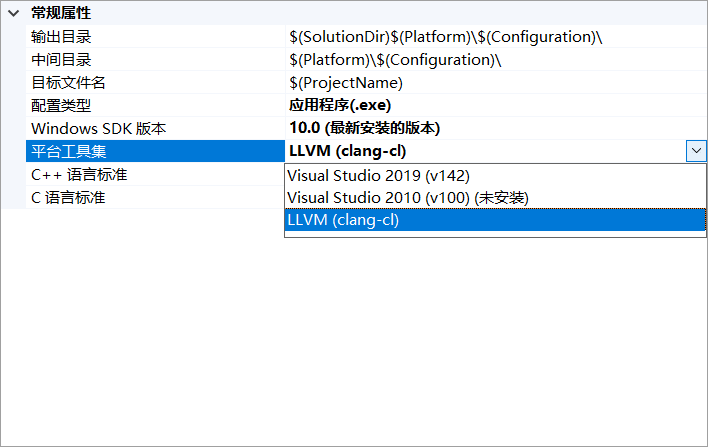 常规属性
输出目录 $(SolutionDir)$(Platform)\$(Configuration)\
中间目录 $(Platform)\$(Configuration)\
目标文件名 $(ProjectName)
配置类型 应用程序(.exe)
Windows SDK 版本 10.0 (最新安装的版本)
平台工具集 LLVM (clang-cl)
C++ 语言标准 Visual Studio 2019 (v142)
C 语言标准 Visual Studio 2010 (v100) (未安装)
LLVM (clang-cl)